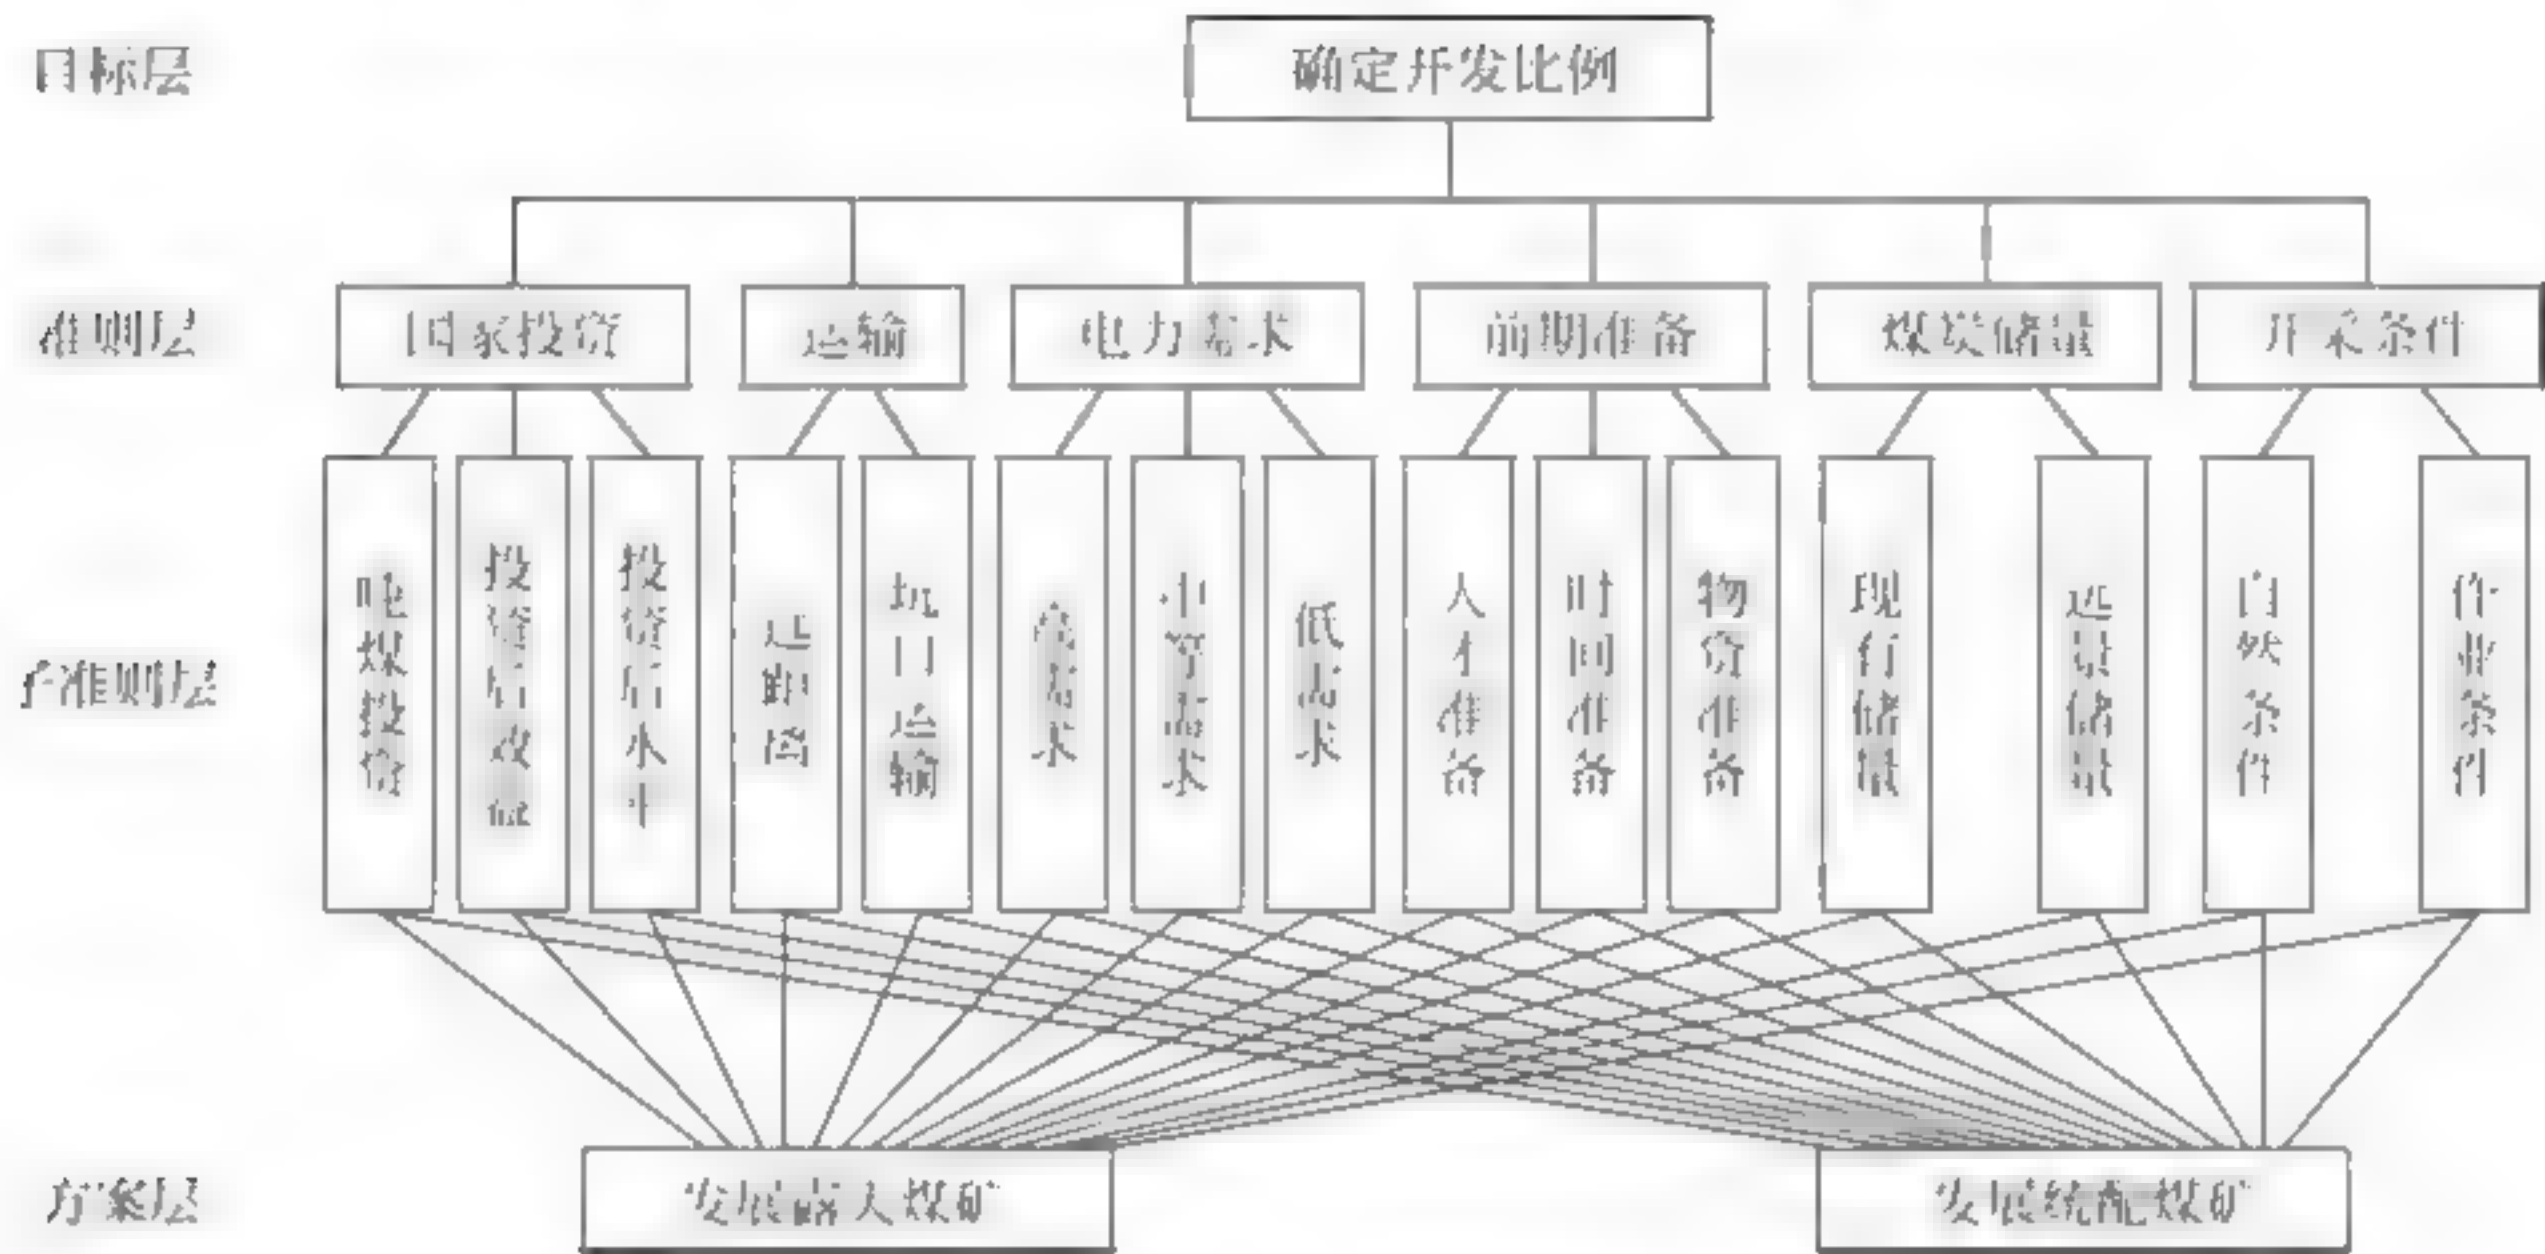 目标层
确定开发比例
准则层
国家投资
运输
电力需求
前期准备
煤炭储量
开采条件
子准则层
吨煤投资
投资后效益
投资后水平
运距离
坑口运输
高需求
中等需求
低需求
人才准备
时间准备
物资准备
现有储量
远景储量
自然条件
作业条件
方案层
发展露天煤矿
发展统配煤矿